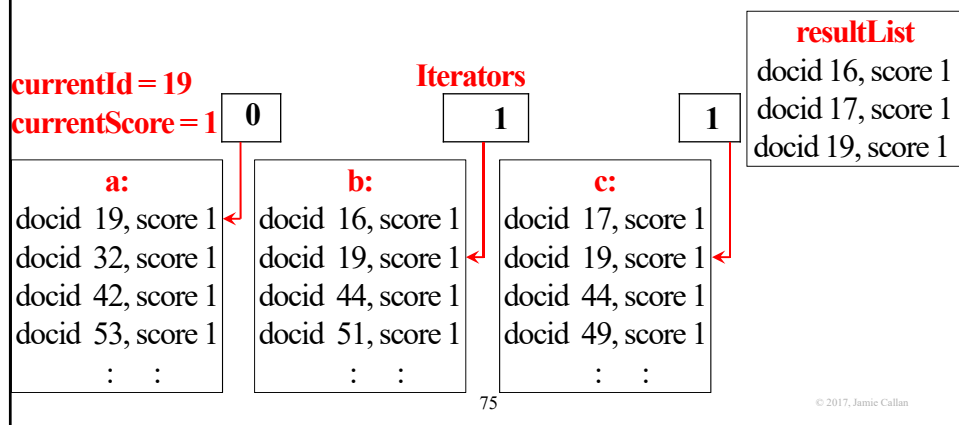 resultList
docid 16, score 1
docid 17, score 1
docid 19, score 1
currentId = 19
currentScore = 1
Iterators
0
1
1
a:
docid 19, score 1
docid 32, score 1
docid 42, score 1
docid 53, score 1
: :
b:
docid 16, score 1
docid 19, score 1
docid 44, score 1
docid 51, score 1
: :
c:
docid 17, score 1
docid 19, score 1
docid 44, score 1
docid 49, score 1
: :
75
© 2017, Jamie Callan